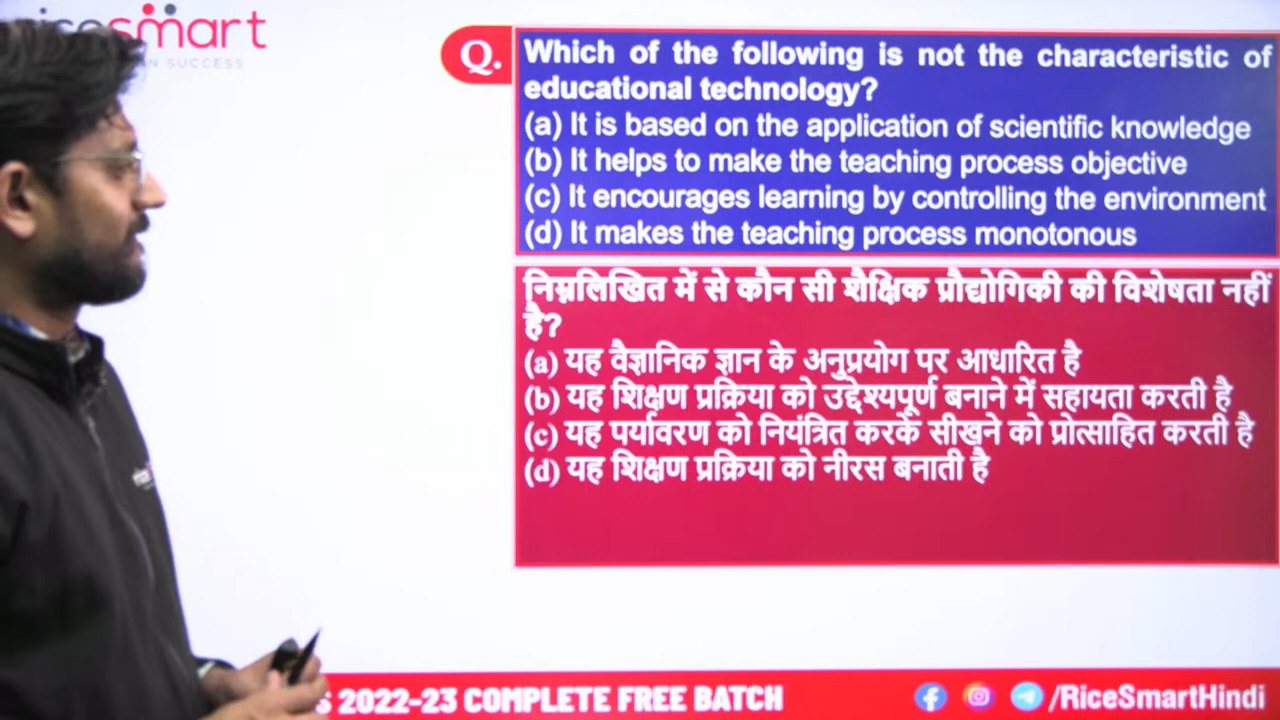 smart
IN SUCCESS
Q.
Which of the following is not the characteristic of
educational technology?
(a) It is based on the application of scientific knowledge
(b) It helps to make the teaching process objective
(c) It encourages learning by controlling the environment
(d) It makes the teaching process monotonous
निम्नलिखित में से कौन सी शैक्षिक प्रौद्योगिकी की विशेषता नहीं
है?
(a) यह वैज्ञानिक ज्ञान के अनुप्रयोग पर आधारित है
(b) यह शिक्षण प्रक्रिया को उद्देश्यपूर्ण बनाने में सहायता करती है
(c) यह पर्यावरण को नियंत्रित करके सीखने को प्रोत्साहित करती है
(d) यह शिक्षण प्रक्रिया को नीरस बनाती है
2022-23 COMPLETE FREE BATCH
/RiceSmartHindi